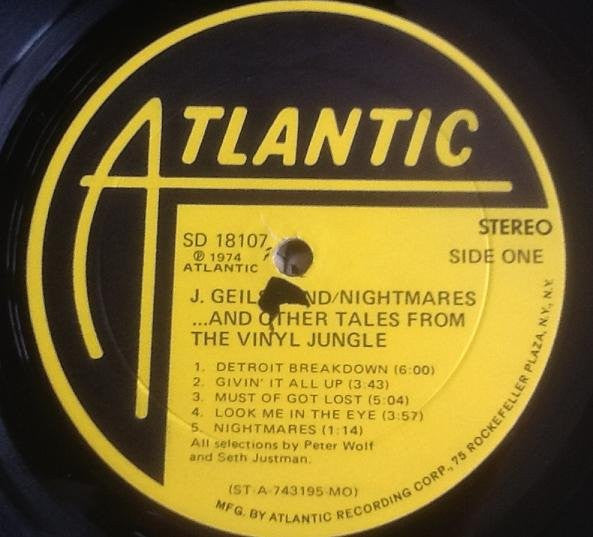 ATLANTIC
STEREO
SD 18107
SIDE ONE
℗ 1974
ATLANTIC
J. GEIL ND/NIGHTMARES
...AND OTHER TALES FROM
THE VINYL JUNGLE
1. DETROIT BREAKDOWN (6:00)
2. GIVIN' IT ALL UP (3:43)
3. MUST OF GOT LOST (5:04)
4. LOOK ME IN THE EYE (3:57)
5. NIGHTMARES (1:14)
All selections by Peter Wolf
and Seth Justman.
(ST-A-743195-MO)
MFG. BY ATLANTIC RECORDING CORP., 75 ROCKEFELLER PLAZA, N.Y., N.Y.